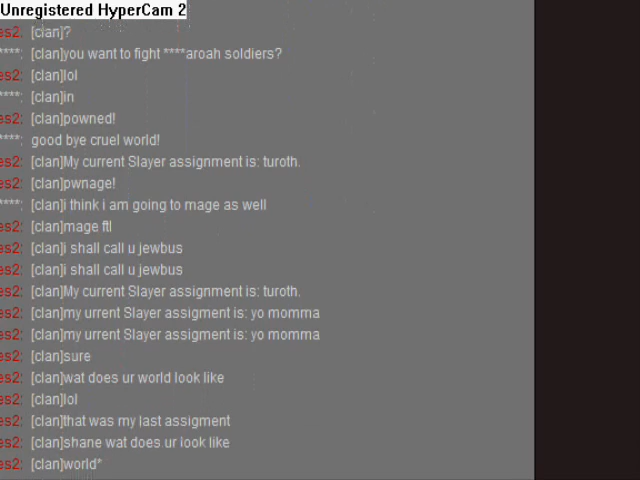 Unregistered HyperCam 2
es2: [clan]?
****: [clan]you want to fight ****aroah soldiers?
es2: [clan]lol
****: [clan]in
es2: [clan]powned!
****: good bye cruel world!
es2: [clan]My current Slayer assignment is: turoth.
es2: [clan]pwnage!
****: [clan]i think i am going to mage as well
es2: [clan]mage ftl
es2: [clan]i shall call u jewbus
es2: [clan]i shall call u jewbus
es2: [clan]My current Slayer assignment is: turoth.
es2: [clan]my urrent Slayer assigment is: yo momma
es2: [clan]my urrent Slayer assigment is: yo momma
es2: [clan]sure
es2: [clan]wat does ur world look like
es2: [clan]lol
es2: [clan]that was my last assigment
es2: [clan]shane wat does ur look like
es2: [clan]world*